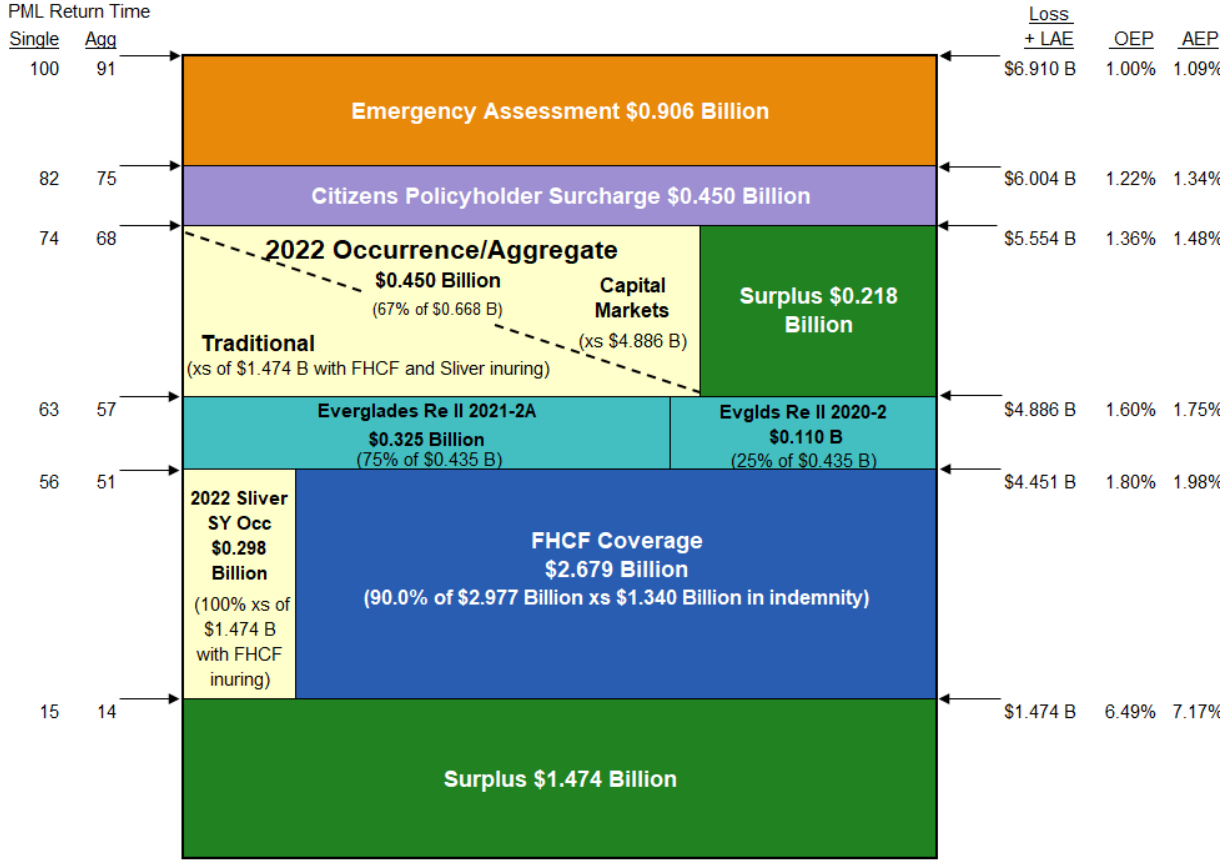 PML Return Time
Single Agg
Loss
+ LAE OEP AEP
100 91
$6.910 B 1.00% 1.09%
Emergency Assessment $0.906 Billion
82 75
$6.004 B 1.22% 1.34%
Citizens Policyholder Surcharge $0.450 Billion
74 68
$5.554 B 1.36% 1.48%
2022 Occurrence/Aggregate
$0.450 Billion
(67% of $0.668 B)
Capital
Markets
(xs $4.886 B)
Traditional
(xs of $1.474 B with FHCF and Sliver inuring)
Surplus $0.218
Billion
63 57
$4.886 B 1.60% 1.75%
Everglades Re II 2021-2A
$0.325 Billion
(75% of $0.435 B)
Evglds Re II 2020-2
$0.110 B
(25% of $0.435 B)
56 51
$4.451 B 1.80% 1.98%
2022 Sliver
SY Occ
$0.298
Billion
(100% xs of
$1.474 B
with FHCF
inuring)
FHCF Coverage
$2.679 Billion
(90.0% of $2.977 Billion xs $1.340 Billion in indemnity)
15 14
$1.474 B 6.49% 7.17%
Surplus $1.474 Billion